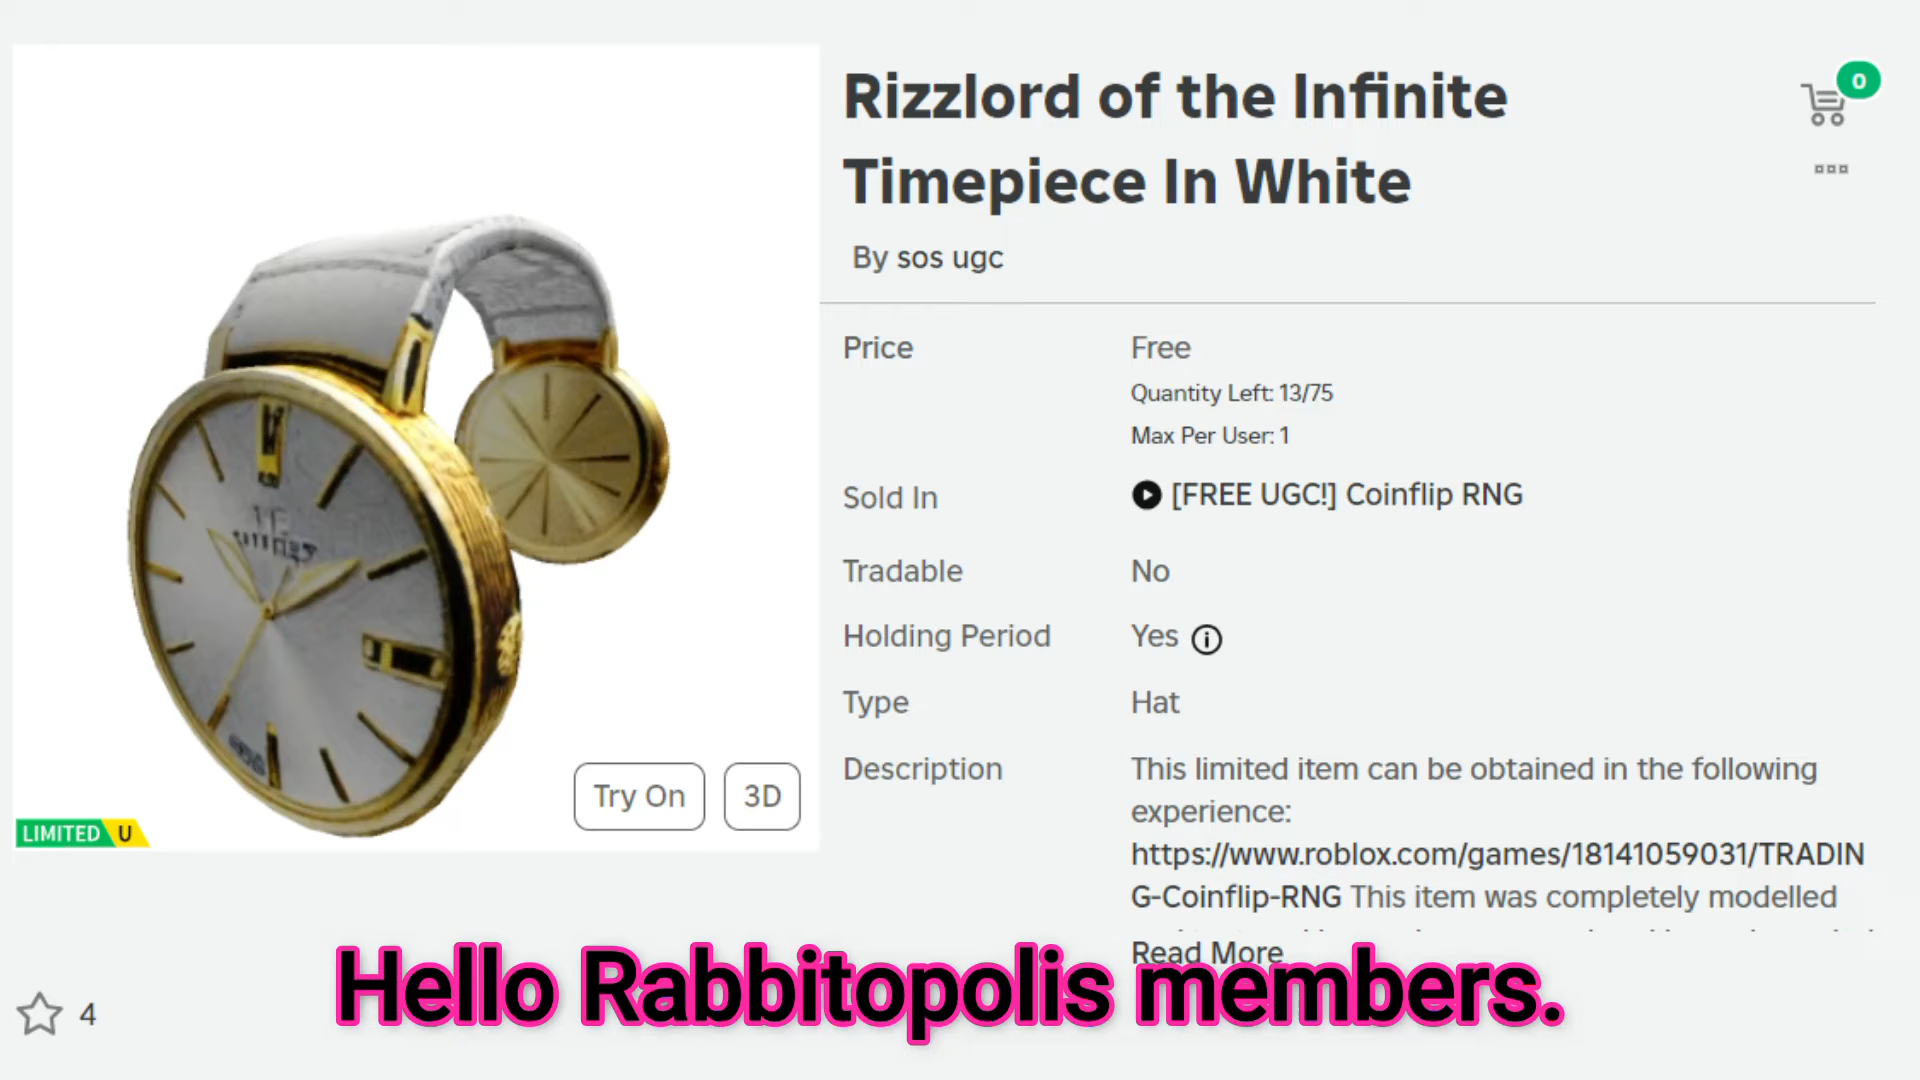 Rizzlord of the Infinite
Timepiece In White
0
By sos ugc
Price
Free
Quantity Left: 13/75
Max Per User: 1
Sold In
[FREE UGC!] Coinflip RNG
Tradable
No
Holding Period
Yes
Type
Hat
Description
This limited item can be obtained in the following
experience:
https://www.roblox.com/games/18141059031/TRADIN
G-Coinflip-RNG This item was completely modelled
Read More
Try On
3D
LIMITED U
Hello Rabbitopolis members.
4